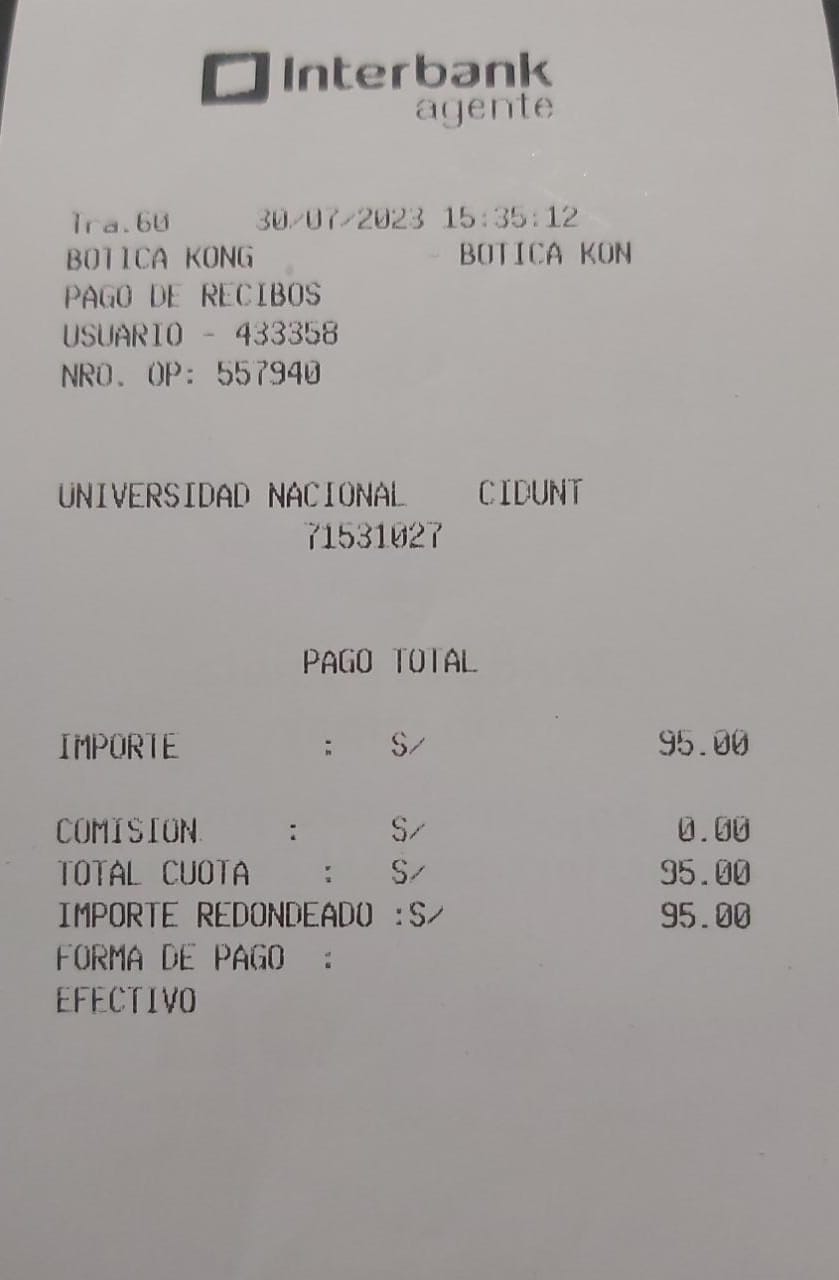 Interbank
agente
Tra.60 30/07/2023 15:35:12
BOTICA KONG - BOTICA KON
PAGO DE RECIBOS
USUARIO - 433358
NRO. OP: 557940
UNIVERSIDAD NACIONAL CIDUNT
71531027
PAGO TOTAL
IMPORTE : S/ 95.00
COMISION : S/ 0.00
TOTAL CUOTA : S/ 95.00
IMPORTE REDONDEADO :S/ 95.00
FORMA DE PAGO :
EFECTIVO